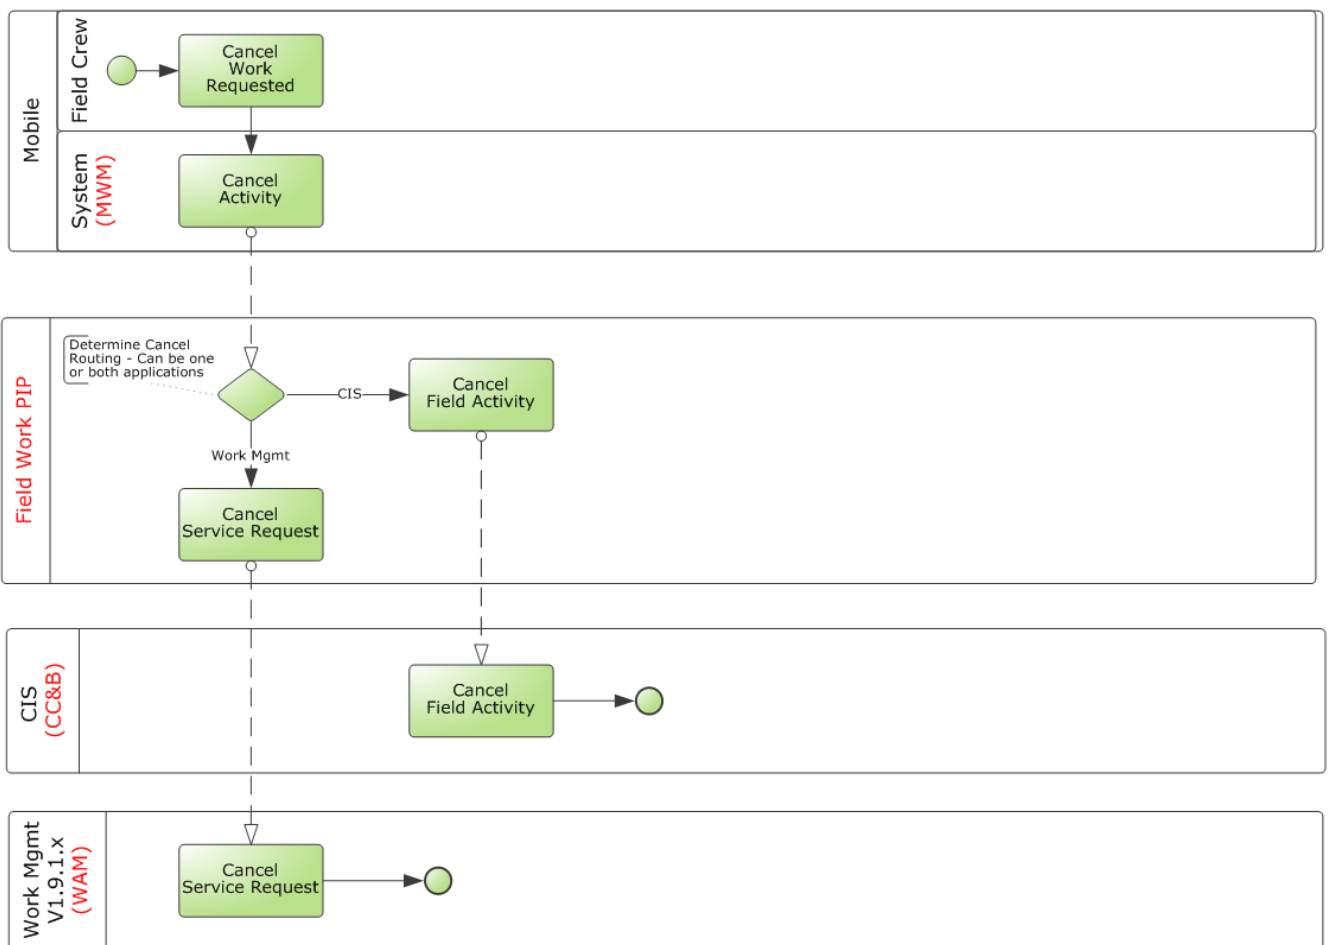 Mobile
Field Crew
Cancel
Work
Requested
System
(MWM)
Cancel
Activity
Field Work PIP
Determine Cancel
Routing - Can be one
or both applications
CIS
Cancel
Field Activity
Work Mgmt
Cancel
Service Request
CIS
(CC&B)
Cancel
Field Activity
Work Mgmt
V1.9.1.x
(WAM)
Cancel
Service Request